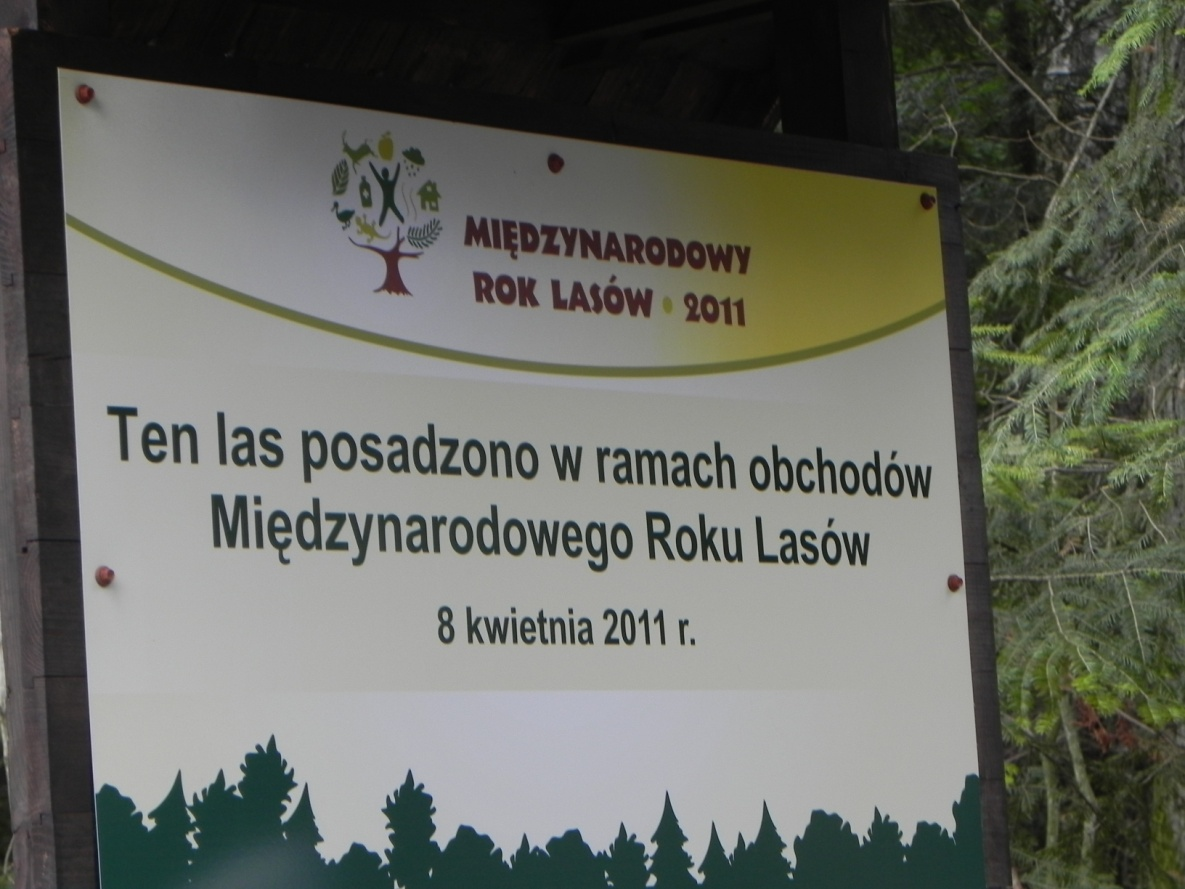 MIĘDZYNARODOWY
ROK LASÓW • 2011
Ten las posadzono w ramach obchodów
Międzynarodowego Roku Lasów
8 kwietnia 2011 r.